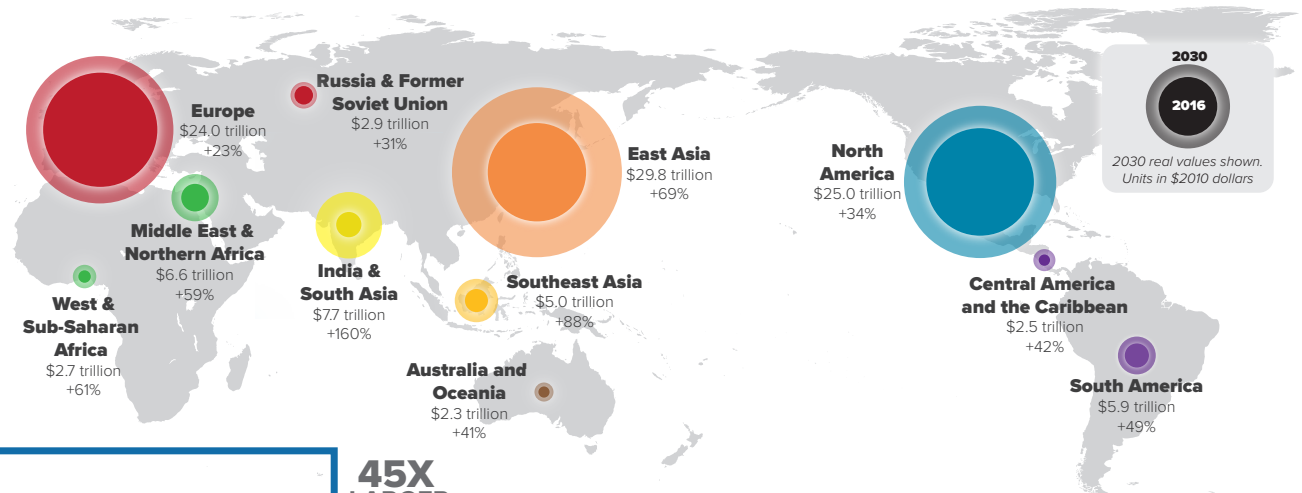 Europe
$24.0 trillion
+23%
Russia & Former
Soviet Union
$2.9 trillion
+31%
East Asia
$29.8 trillion
+69%
North
America
$25.0 trillion
+34%
2030
2016
2030 real values shown.
Units in $2010 dollars
Middle East &
Northern Africa
$6.6 trillion
+59%
West &
Sub-Saharan
Africa
$2.7 trillion
+61%
India &
South Asia
$7.7 trillion
+160%
Southeast Asia
$5.0 trillion
+88%
Australia and
Oceania
$2.3 trillion
+41%
Central America
and the Caribbean
$2.5 trillion
+42%
South America
$5.9 trillion
+49%
45X